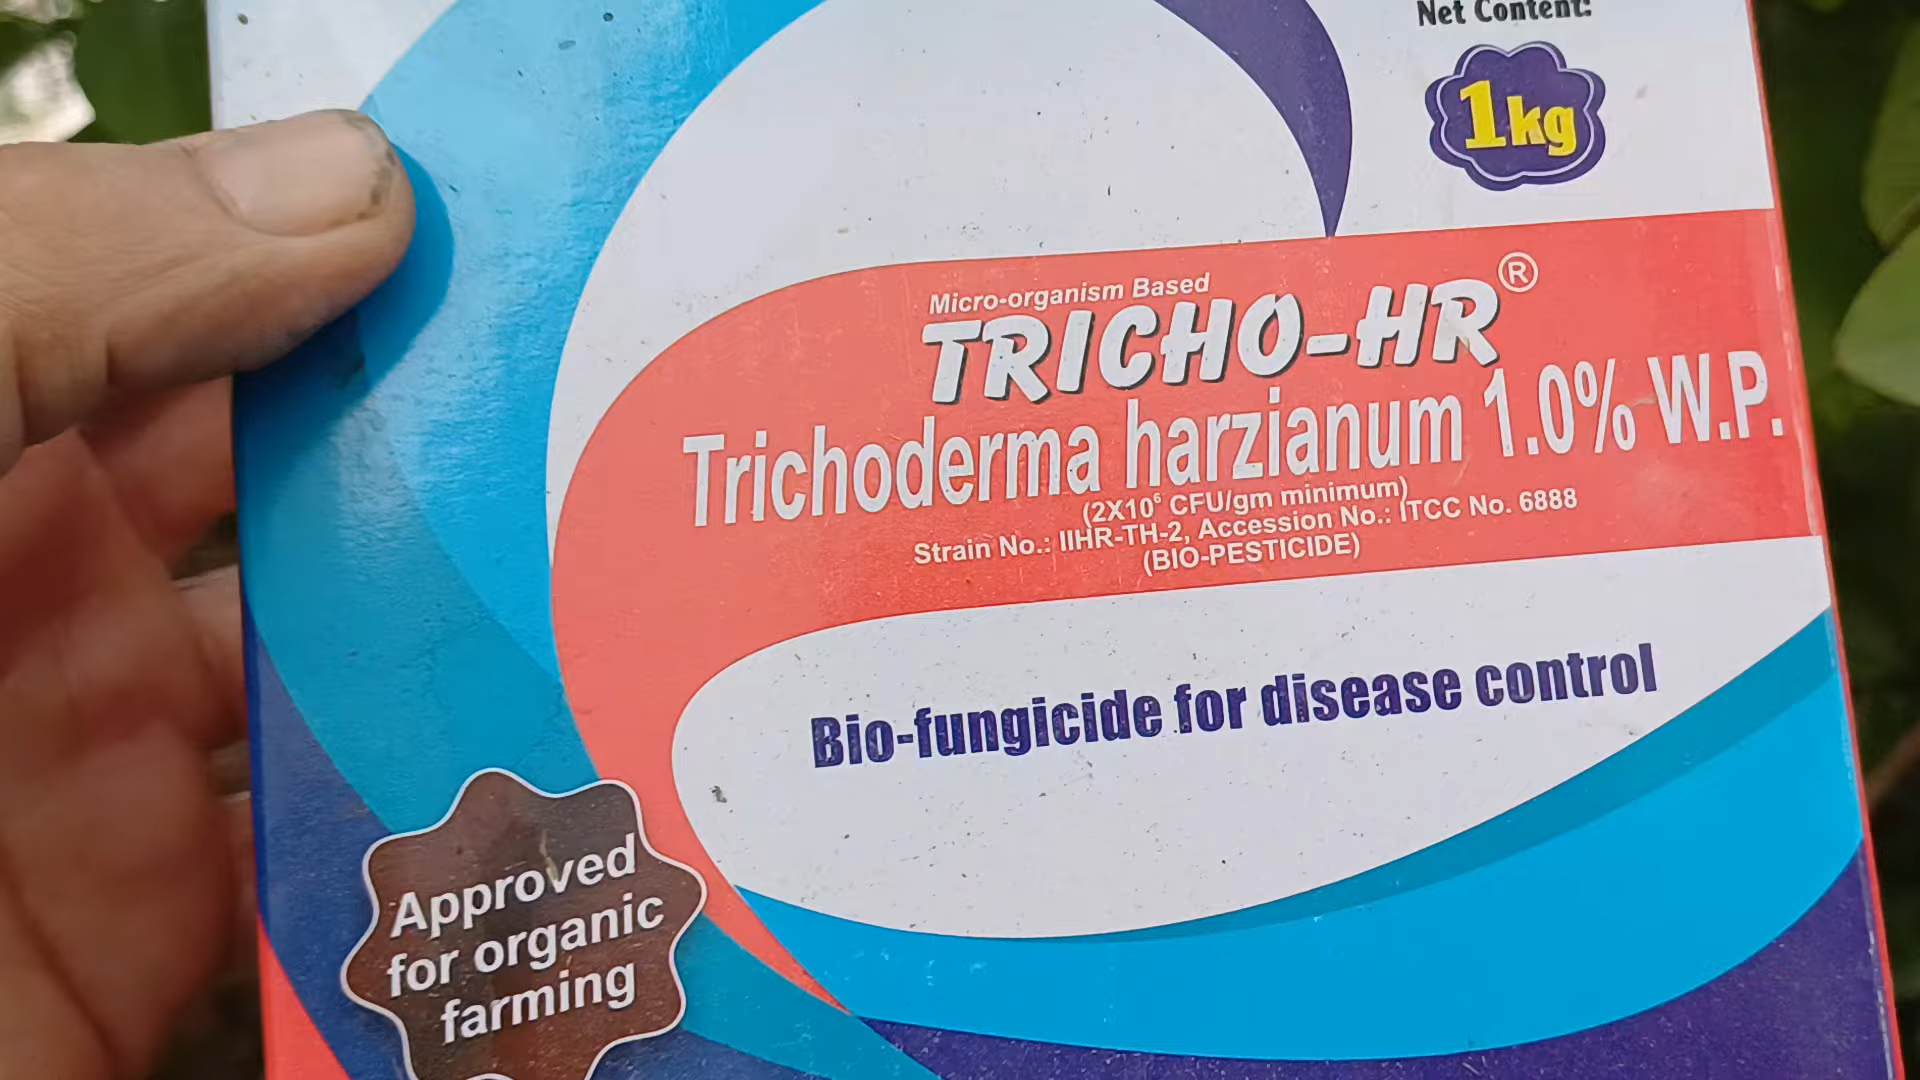 Net Content:
1kg
Micro-organism Based
TRICHO-HR®
Trichoderma harzianum 1.0% W.P.
(2X10⁶ CFU/gm minimum)
Strain No.: IIHR-TH-2, Accession No.: ITCC No. 6888
(BIO-PESTICIDE)
Bio-fungicide for disease control
Approved
for organic
farming